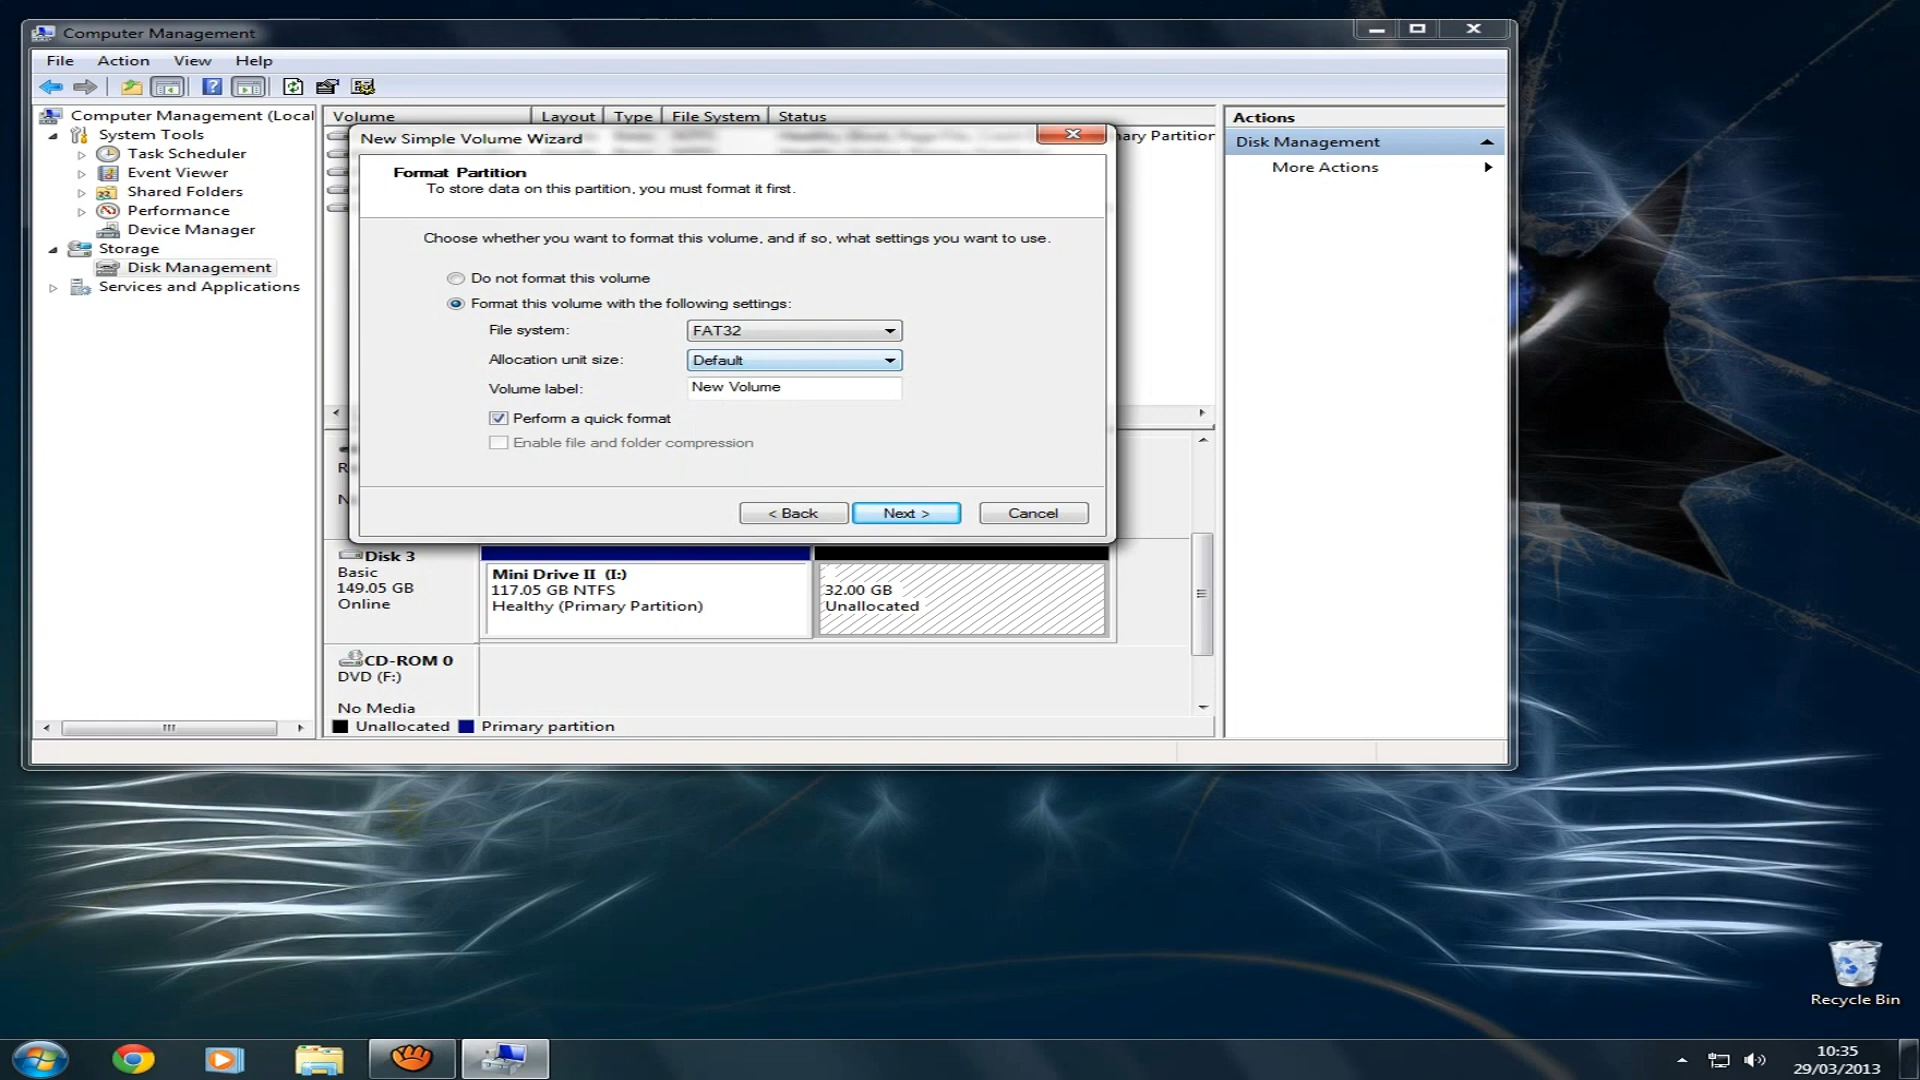 Computer Management
File Action View Help
Computer Management (Local
System Tools
Task Scheduler
Event Viewer
Shared Folders
Performance
Device Manager
Storage
Disk Management
Services and Applications
Volume Layout Type File System Status
ary Partition
New Simple Volume Wizard
Format Partition
To store data on this partition, you must format it first.
Choose whether you want to format this volume, and if so, what settings you want to use.
Do not format this volume
Format this volume with the following settings:
File system: FAT32
Allocation unit size: Default
Volume label: New Volume
Perform a quick format
Enable file and folder compression
< Back Next > Cancel
R
N
Disk 3
Basic
149.05 GB
Online
Mini Drive II (I:)
117.05 GB NTFS
Healthy (Primary Partition)
32.00 GB
Unallocated
CD-ROM 0
DVD (F:)
No Media
Unallocated Primary partition
Actions
Disk Management
More Actions
Recycle Bin
10:35
29/03/2013